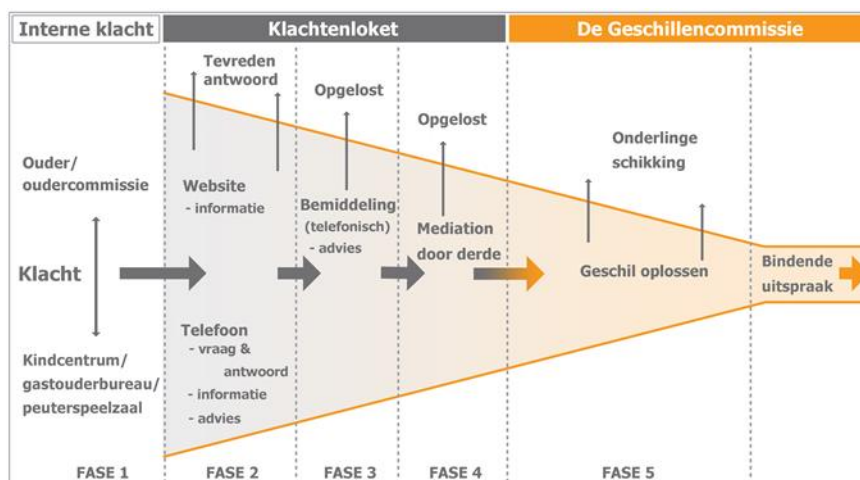 Interne klacht
Klachtenloket
De Geschillencommissie
Ouder/
oudercommissie
Klacht
Kindcentrum/
gastouderbureau/
peuterspeelzaal
Tevreden
antwoord
Website
- informatie
Telefoon
- vraag &
antwoord
- informatie
- advies
Opgelost
Bemiddeling
(telefonisch)
- advies
Opgelost
Mediation
door derde
Onderlinge
schikking
Geschil oplossen
Bindende
uitspraak
FASE 1
FASE 2
FASE 3
FASE 4
FASE 5